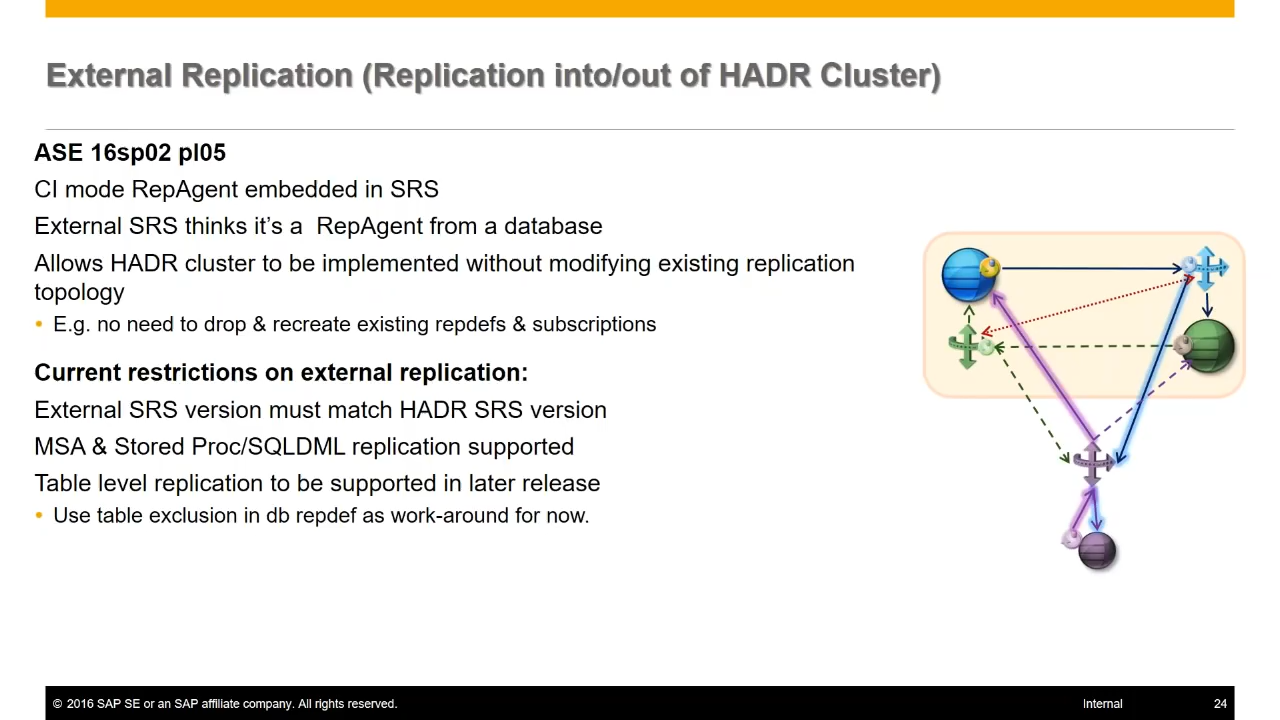 External Replication (Replication into/out of HADR Cluster)
ASE 16sp02 pl05
CI mode RepAgent embedded in SRS
External SRS thinks it’s a  RepAgent from a database
Allows HADR cluster to be implemented without modifying existing replication
topology
• E.g. no need to drop & recreate existing repdefs & subscriptions
Current restrictions on external replication:
External SRS version must match HADR SRS version
MSA & Stored Proc/SQLDML replication supported
Table level replication to be supported in later release
• Use table exclusion in db repdef as work-around for now.
© 2016 SAP SE or an SAP affiliate company. All rights reserved.
Internal
24